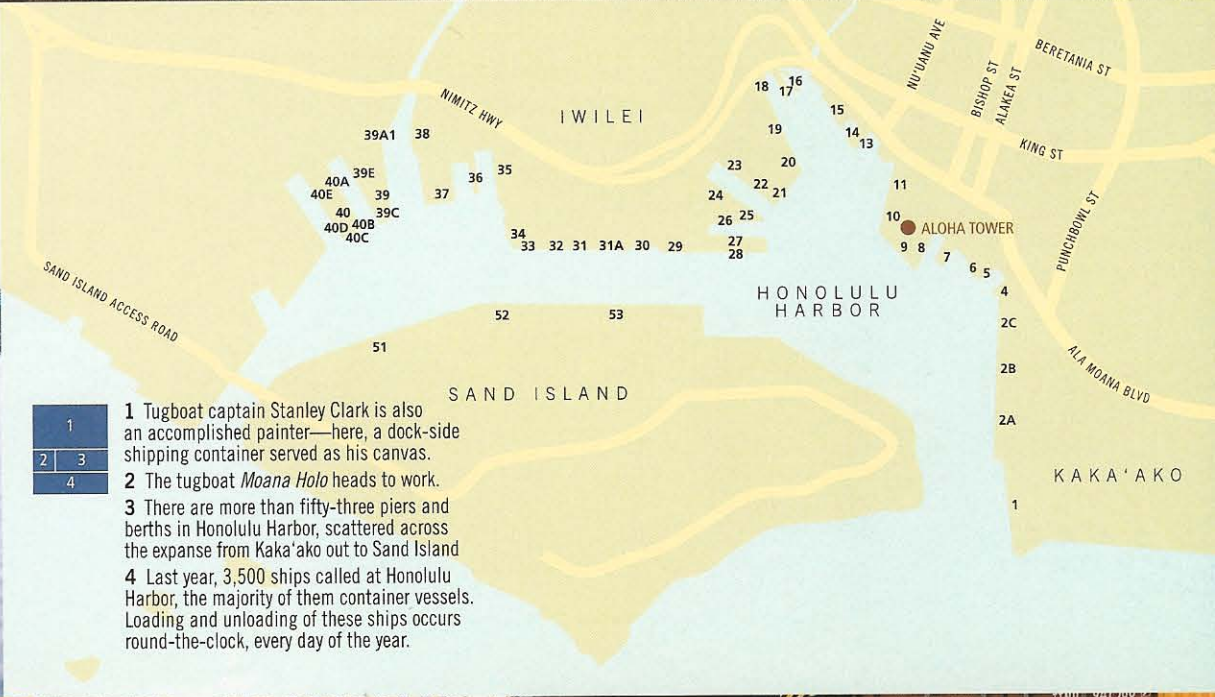 BERETANIA ST
NU'UANU AVE
BISHOP ST
ALAKEA ST
KING ST
PUNCHBOWL ST
NIMITZ HWY
IWILEI
18
17
16
15
14
13
19
20
23
22
21
24
26
25
27
28
11
10
ALOHA TOWER
9
8
7
6
5
4
2C
2B
2A
1
39A1
38
39E
40A
40E
39
37
36
35
40
39C
40D
40B
40C
34
33
32
31
31A
30
29
HONOLULU
HARBOR
SAND ISLAND ACCESS ROAD
52
53
51
SAND ISLAND
ALA MOANA BLVD
KAKA‘AKO
1
2
3
4
1 Tugboat captain Stanley Clark is also
an accomplished painter—here, a dock-side
shipping container served as his canvas.
2 The tugboat Moana Holo heads to work.
3 There are more than fifty-three piers and
berths in Honolulu Harbor, scattered across
the expanse from Kaka‘ako out to Sand Island
4 Last year, 3,500 ships called at Honolulu
Harbor, the majority of them container vessels.
Loading and unloading of these ships occurs
round-the-clock, every day of the year.